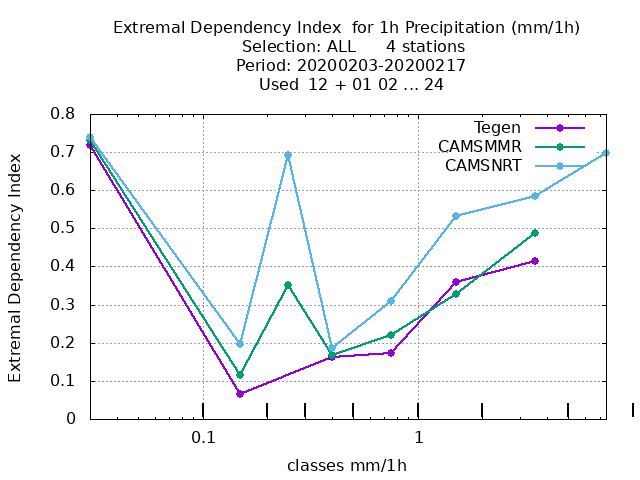 Extremal Dependency Index  for 1h Precipitation (mm/1h)
Selection: ALL      4 stations
Period: 20200203-20200217
Used  12 + 01 02 ... 24
Extremal Dependency Index
0.8
0.7
0.6
0.5
0.4
0.3
0.2
0.1
0
Tegen
CAMSMMR
CAMSNRT
0.1
1
classes mm/1h